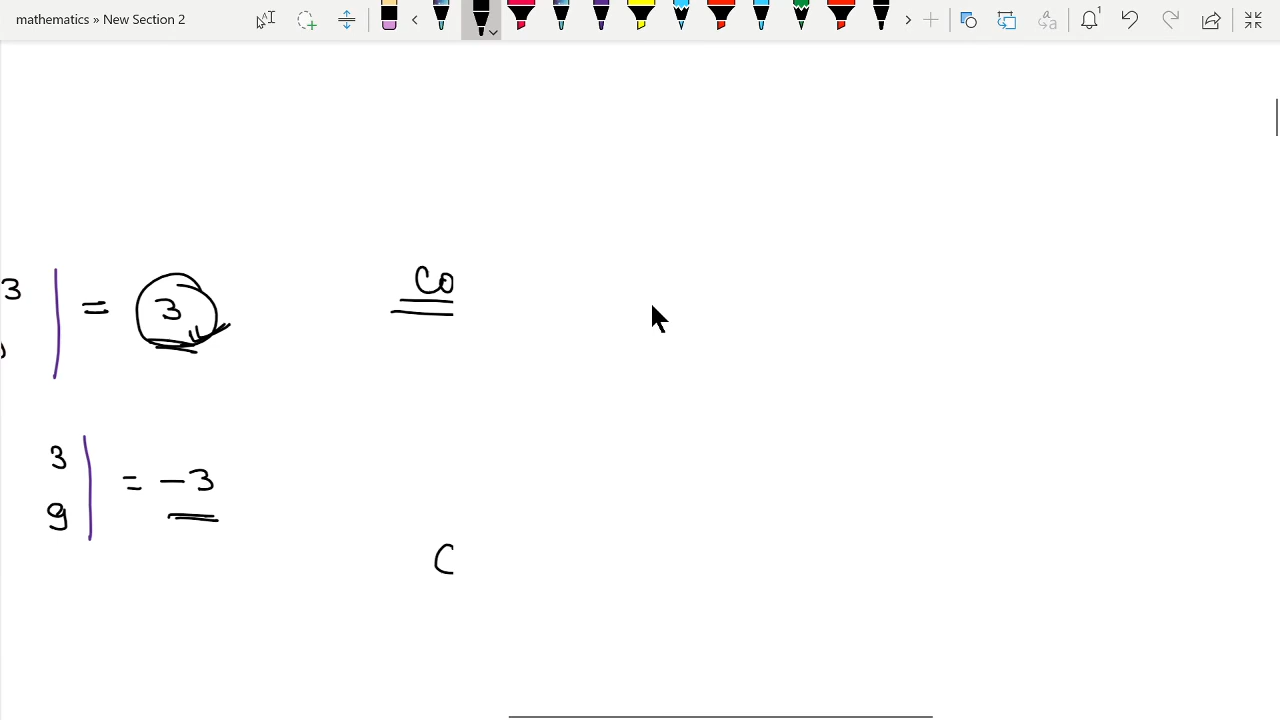 mathematics » New Section 2
3 | = 3 Co
3 | = -3
9
C